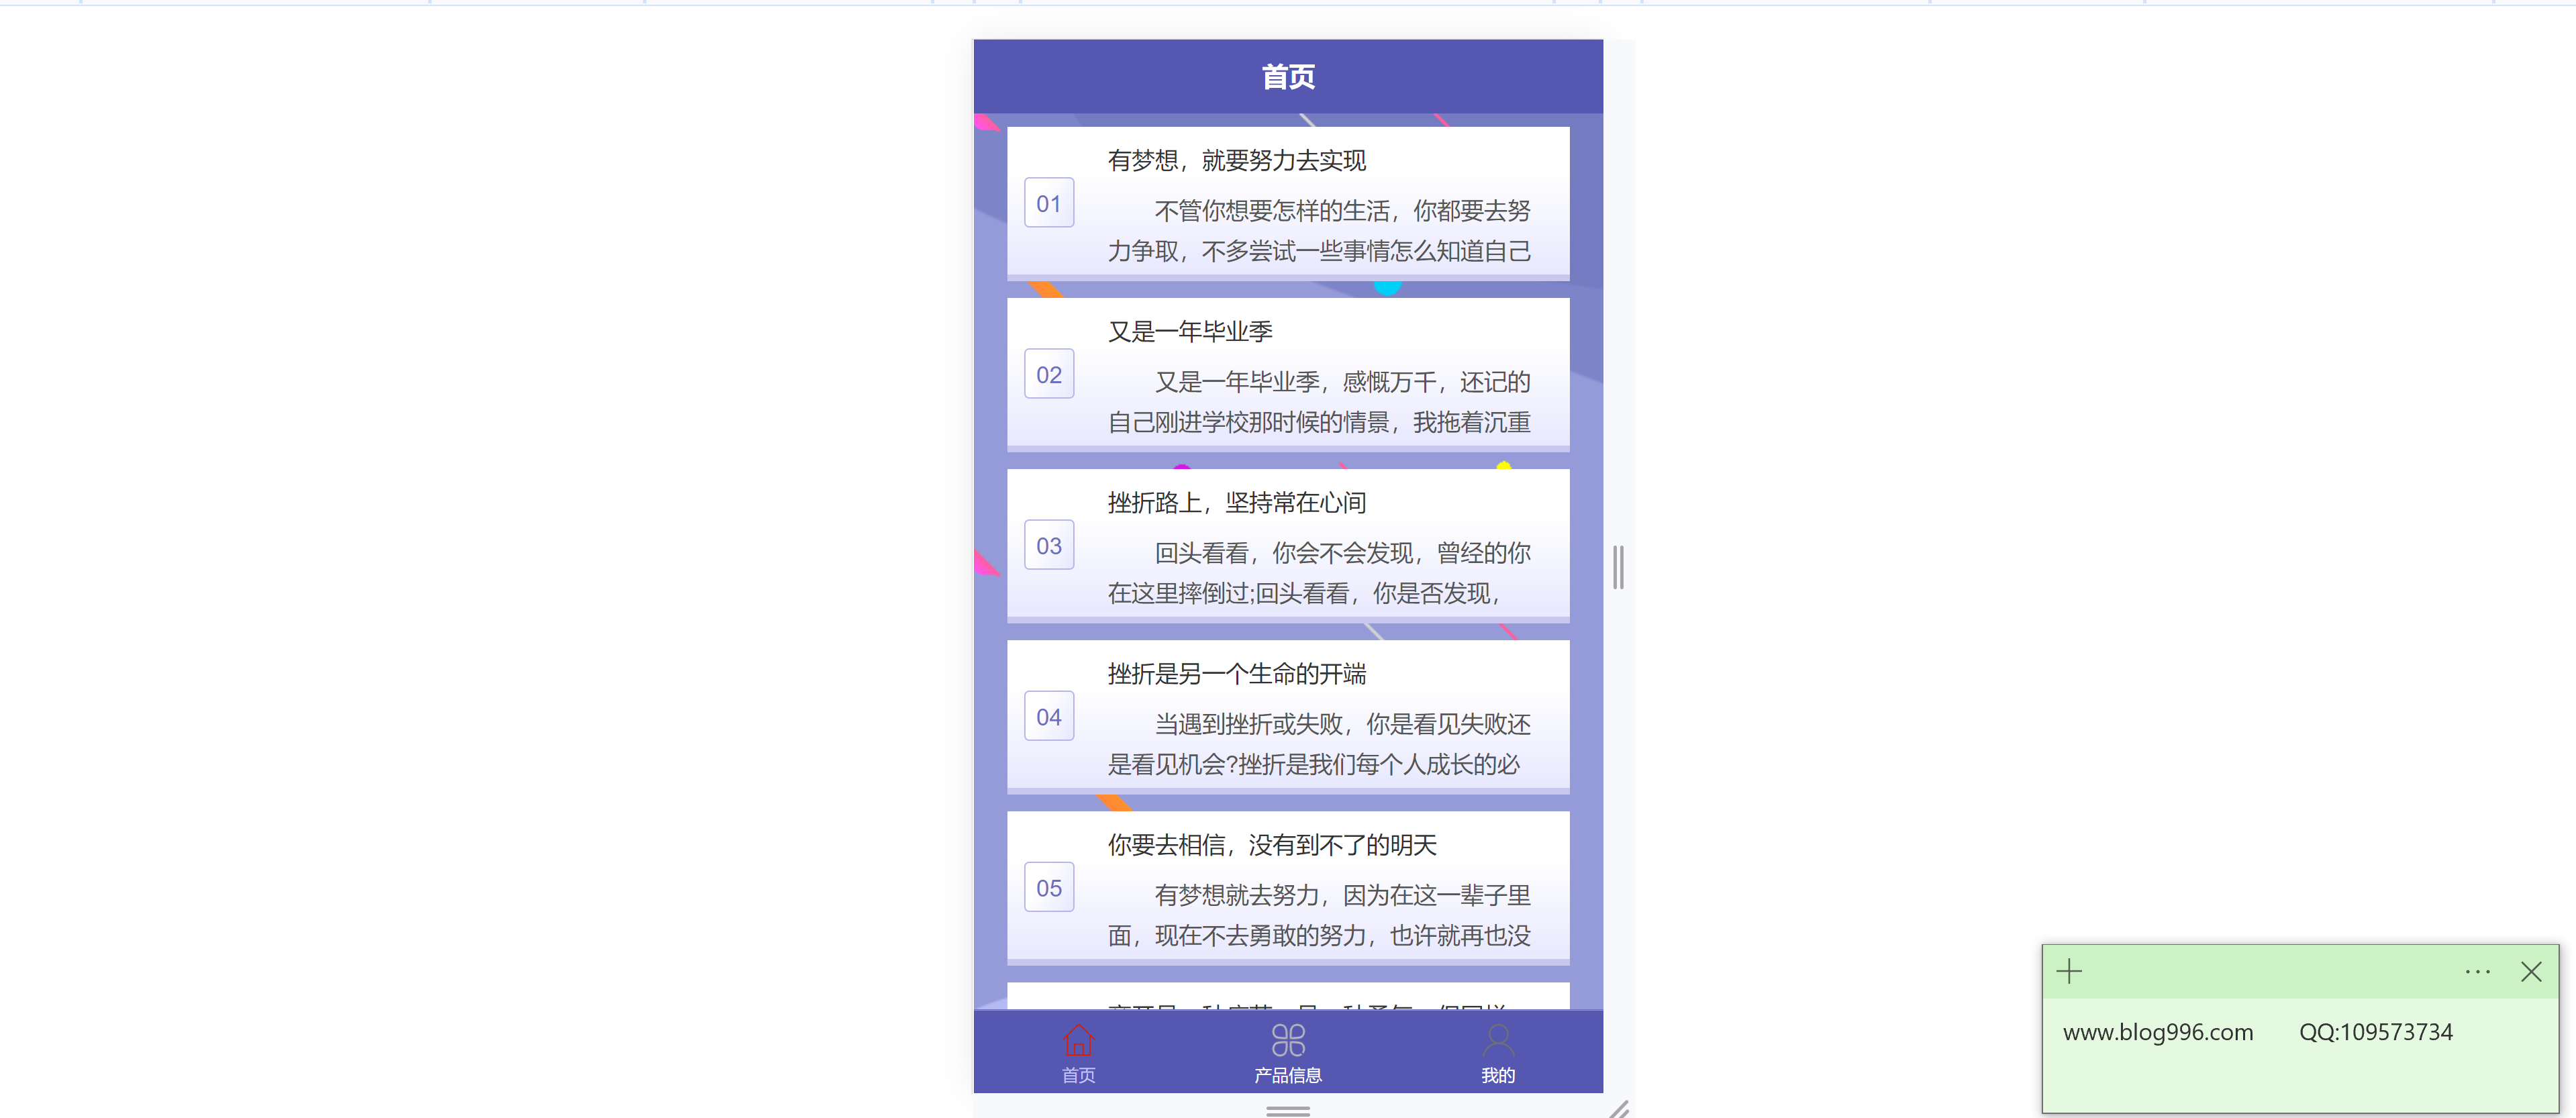 首页
01
有梦想，就要努力去实现
不管你想要怎样的生活，你都要去努
力争取，不多尝试一些事情怎么知道自己
02
又是一年毕业季
又是一年毕业季，感慨万千，还记的
自己刚进学校那时候的情景，我拖着沉重
03
挫折路上，坚持常在心间
回头看看，你会不会发现，曾经的你
在这里摔倒过;回头看看，你是否发现，
04
挫折是另一个生命的开端
当遇到挫折或失败，你是看见失败还
是看见机会?挫折是我们每个人成长的必
05
你要去相信，没有到不了的明天
有梦想就去努力，因为在这一辈子里
面，现在不去勇敢的努力，也许就再也没
首页
产品信息
我的
www.blog996.com QQ:109573734